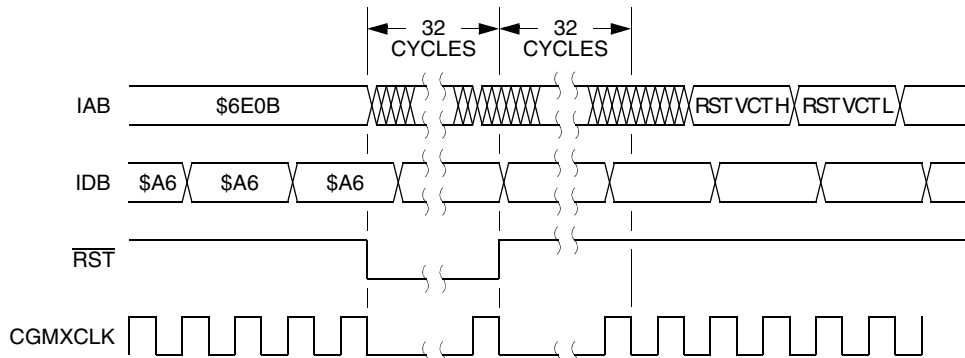 32
CYCLES
32
CYCLES
IAB
$6E0B
RST VCT H
RST VCT L
IDB
$A6
$A6
$A6
RST
CGMXCLK